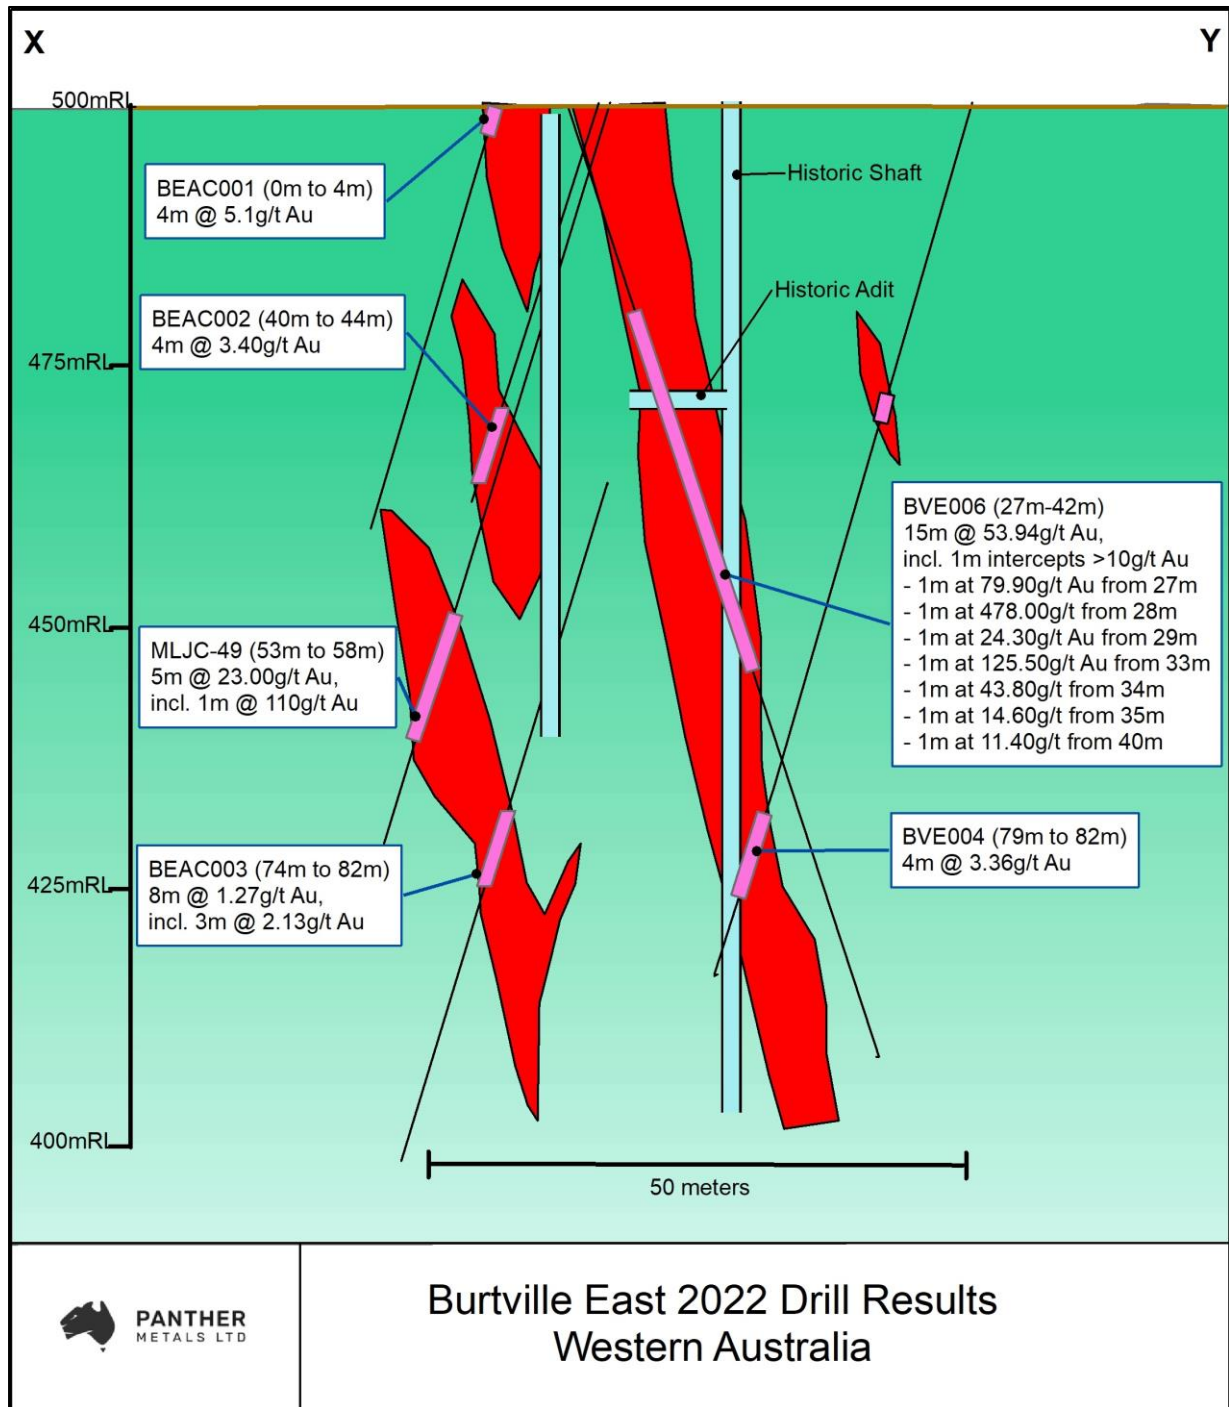 X
Y
500mRL
BEAC001 (0m to 4m)
4m @ 5.1g/t Au
Historic Shaft
BEAC002 (40m to 44m)
4m @ 3.40g/t Au
Historic Adit
475mRL
BVE006 (27m-42m)
15m @ 53.94g/t Au,
incl. 1m intercepts >10g/t Au
- 1m at 79.90g/t Au from 27m
- 1m at 478.00g/t from 28m
- 1m at 24.30g/t Au from 29m
- 1m at 125.50g/t Au from 33m
- 1m at 43.80g/t from 34m
- 1m at 14.60g/t from 35m
- 1m at 11.40g/t from 40m
450mRL
MLJC-49 (53m to 58m)
5m @ 23.00g/t Au,
incl. 1m @ 110g/t Au
BVE004 (79m to 82m)
4m @ 3.36g/t Au
BEAC003 (74m to 82m)
8m @ 1.27g/t Au,
incl. 3m @ 2.13g/t Au
425mRL
400mRL
50 meters
PANTHER
METALS LTD
Burtville East 2022 Drill Results
Western Australia